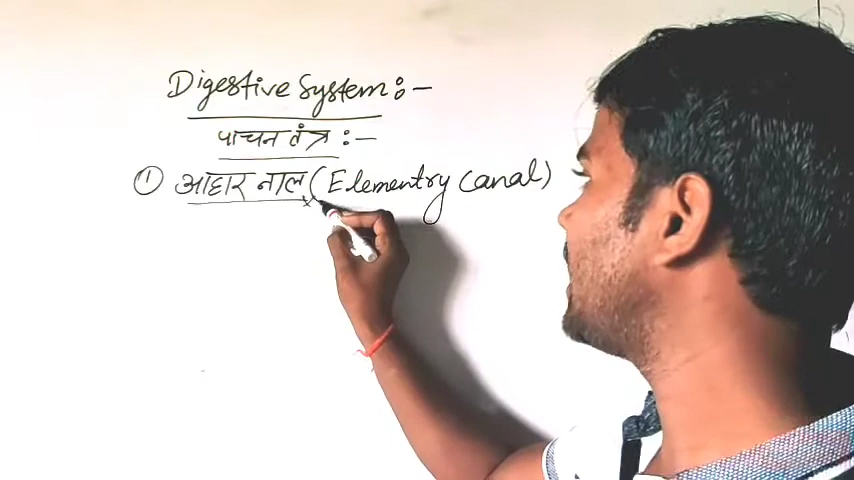 Digestive System :-
पाचन तंत्र :-
① आहार नाल (Elementry Canal)